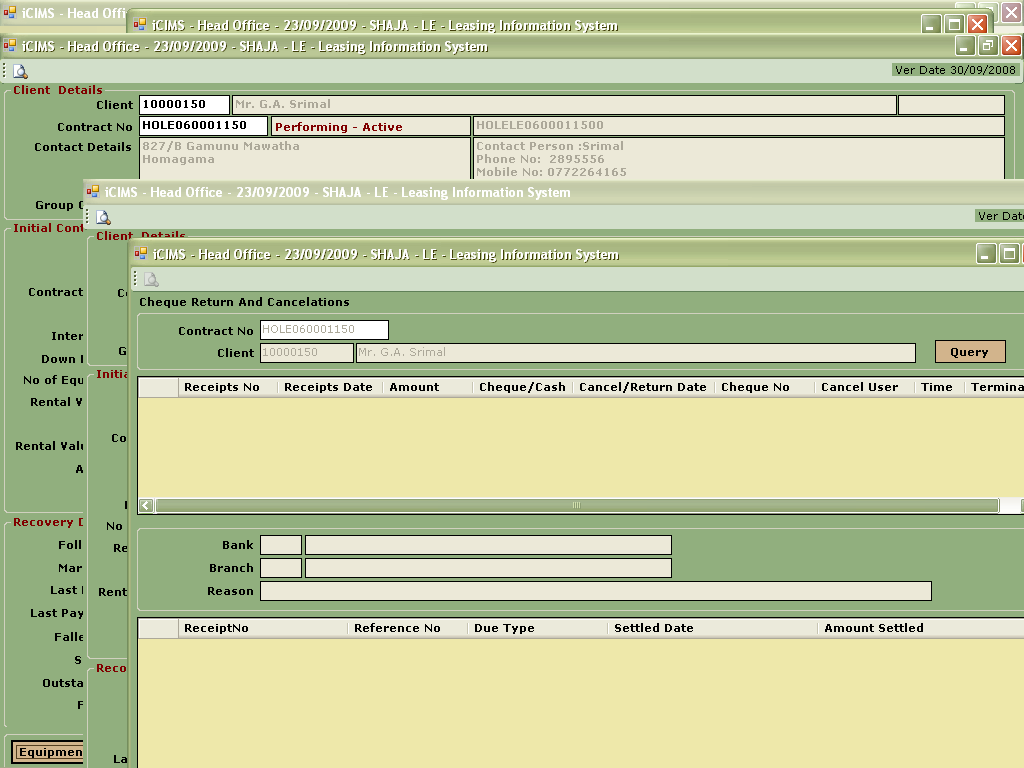 iCIMS - Head Offi
iCIMS - Head Office - 23/09/2009 - SHAJA - LE - Leasing Information System
iCIMS - Head Office - 23/09/2009 - SHAJA - LE - Leasing Information System
Ver Date 30/09/2008
Client Details
Client 10000150 Mr. G.A. Srimal
Contract No HOLE060001150 Performing - Active HOLELE0600011500
Contact Details 827/B Gamunu Mawatha Contact Person :Srimal
Homagama Phone No: 2895556
Mobile No: 0772264165
iCIMS - Head Office - 23/09/2009 - SHAJA - LE - Leasing Information System
Group
Ver Date
Initial Cont
Client Details
iCIMS - Head Office - 23/09/2009 - SHAJA - LE - Leasing Information System
Contract
Cheque Return And Cancelations
Contract No HOLE060001150
Inter
Client 10000150 Mr. G.A. Srimal Query
G
Down
Initia
No of Equ
Receipts No Receipts Date Amount Cheque/Cash Cancel/Return Date Cheque No Cancel User Time Termina
Rental V
Co
Rental Valu
A
Recovery D
No
Foll
Re
Bank
Mar
Branch
Last
Rent
Reason
Last Pay
ReceiptNo Reference No Due Type Settled Date Amount Settled
Falle
S
Reco
Outsta
Equipmen
La